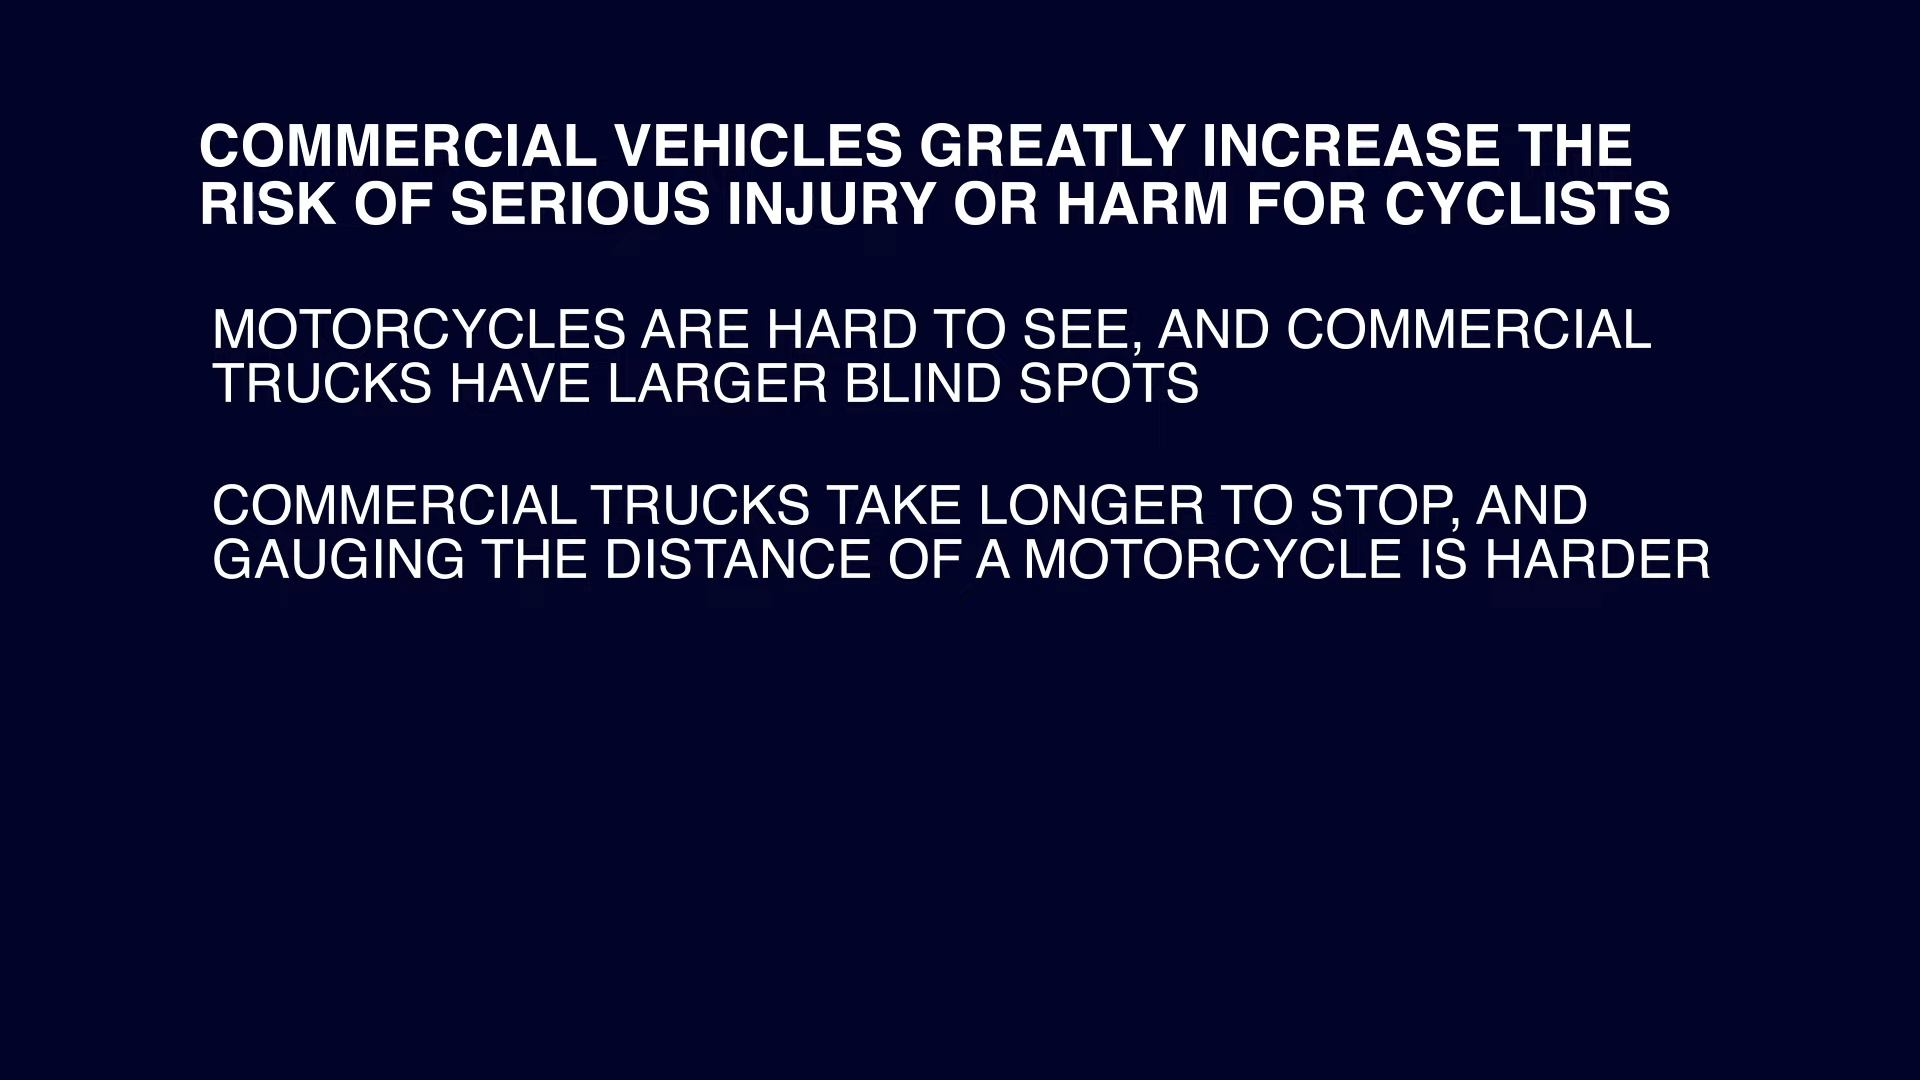 COMMERCIAL VEHICLES GREATLY INCREASE THE
RISK OF SERIOUS INJURY OR HARM FOR CYCLISTS
MOTORCYCLES ARE HARD TO SEE, AND COMMERCIAL
TRUCKS HAVE LARGER BLIND SPOTS
COMMERCIAL TRUCKS TAKE LONGER TO STOP, AND
GAUGING THE DISTANCE OF A MOTORCYCLE IS HARDER